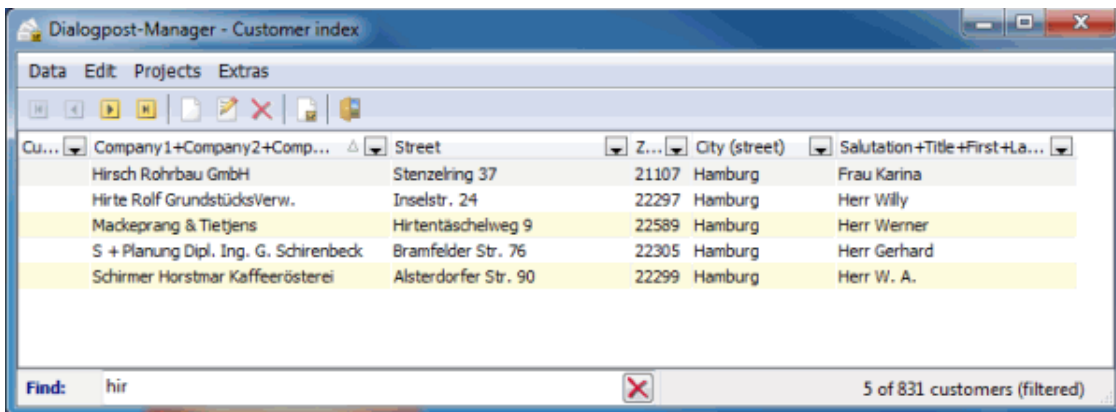 Dialogpost-Manager - Customer index
Data Edit Projects Extras
Cu... Company1+Company2+Comp... Street Z... City (street) Salutation+Title+First+La...
Hirsch Rohrbau GmbH Stenzelring 37 21107 Hamburg Frau Karina
Hirte Rolf GrundstücksVerw. Inselstr. 24 22297 Hamburg Herr Willy
Mackeprang & Tietjens Hirtentäschelweg 9 22589 Hamburg Herr Werner
S + Planung Dipl. Ing. G. Schirenbeck Bramfelder Str. 76 22305 Hamburg Herr Gerhard
Schirmer Horstmar Kaffeerösterei Alsterdorfer Str. 90 22299 Hamburg Herr W. A.
Find: hir 5 of 831 customers (filtered)